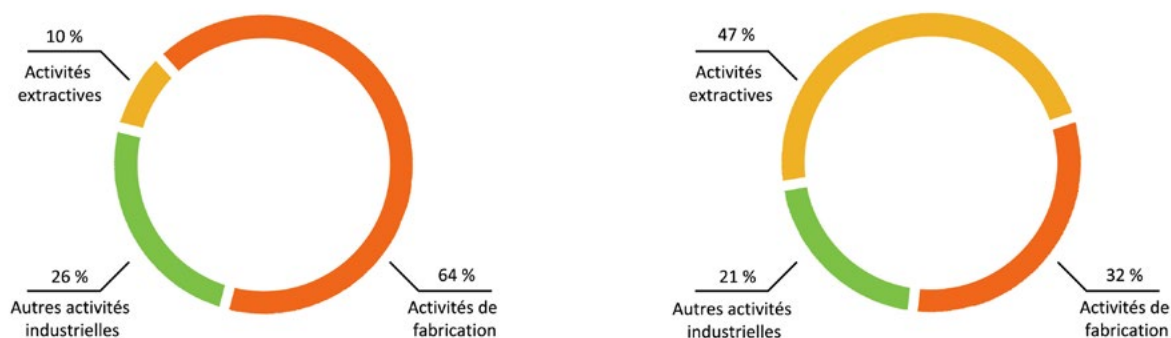 10 %
Activités
extractives
26 %
Autres activités
industrielles
64 %
Activités de
fabrication
47 %
Activités
extractives
21 %
Autres activités
industrielles
32 %
Activités de
fabrication